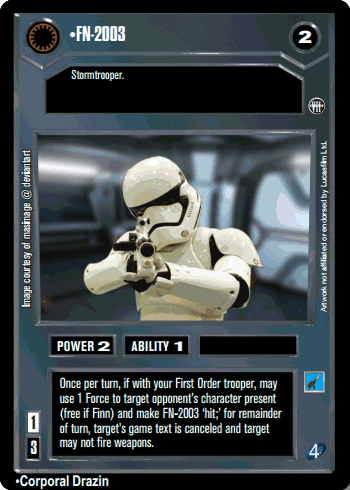 •FN-2003
2
Stormtrooper.
Image courtesy of masimage @ deviantart
Artwork not affiliated or endorsed by Lucasfilm Ltd.
POWER 2
ABILITY 1
Once per turn, if with your First Order trooper, may
use 1 Force to target opponent's character present
(free if Finn) and make FN-2003 'hit;' for remainder
of turn, target's game text is canceled and target
may not fire weapons.
1
3
4
•Corporal Drazin